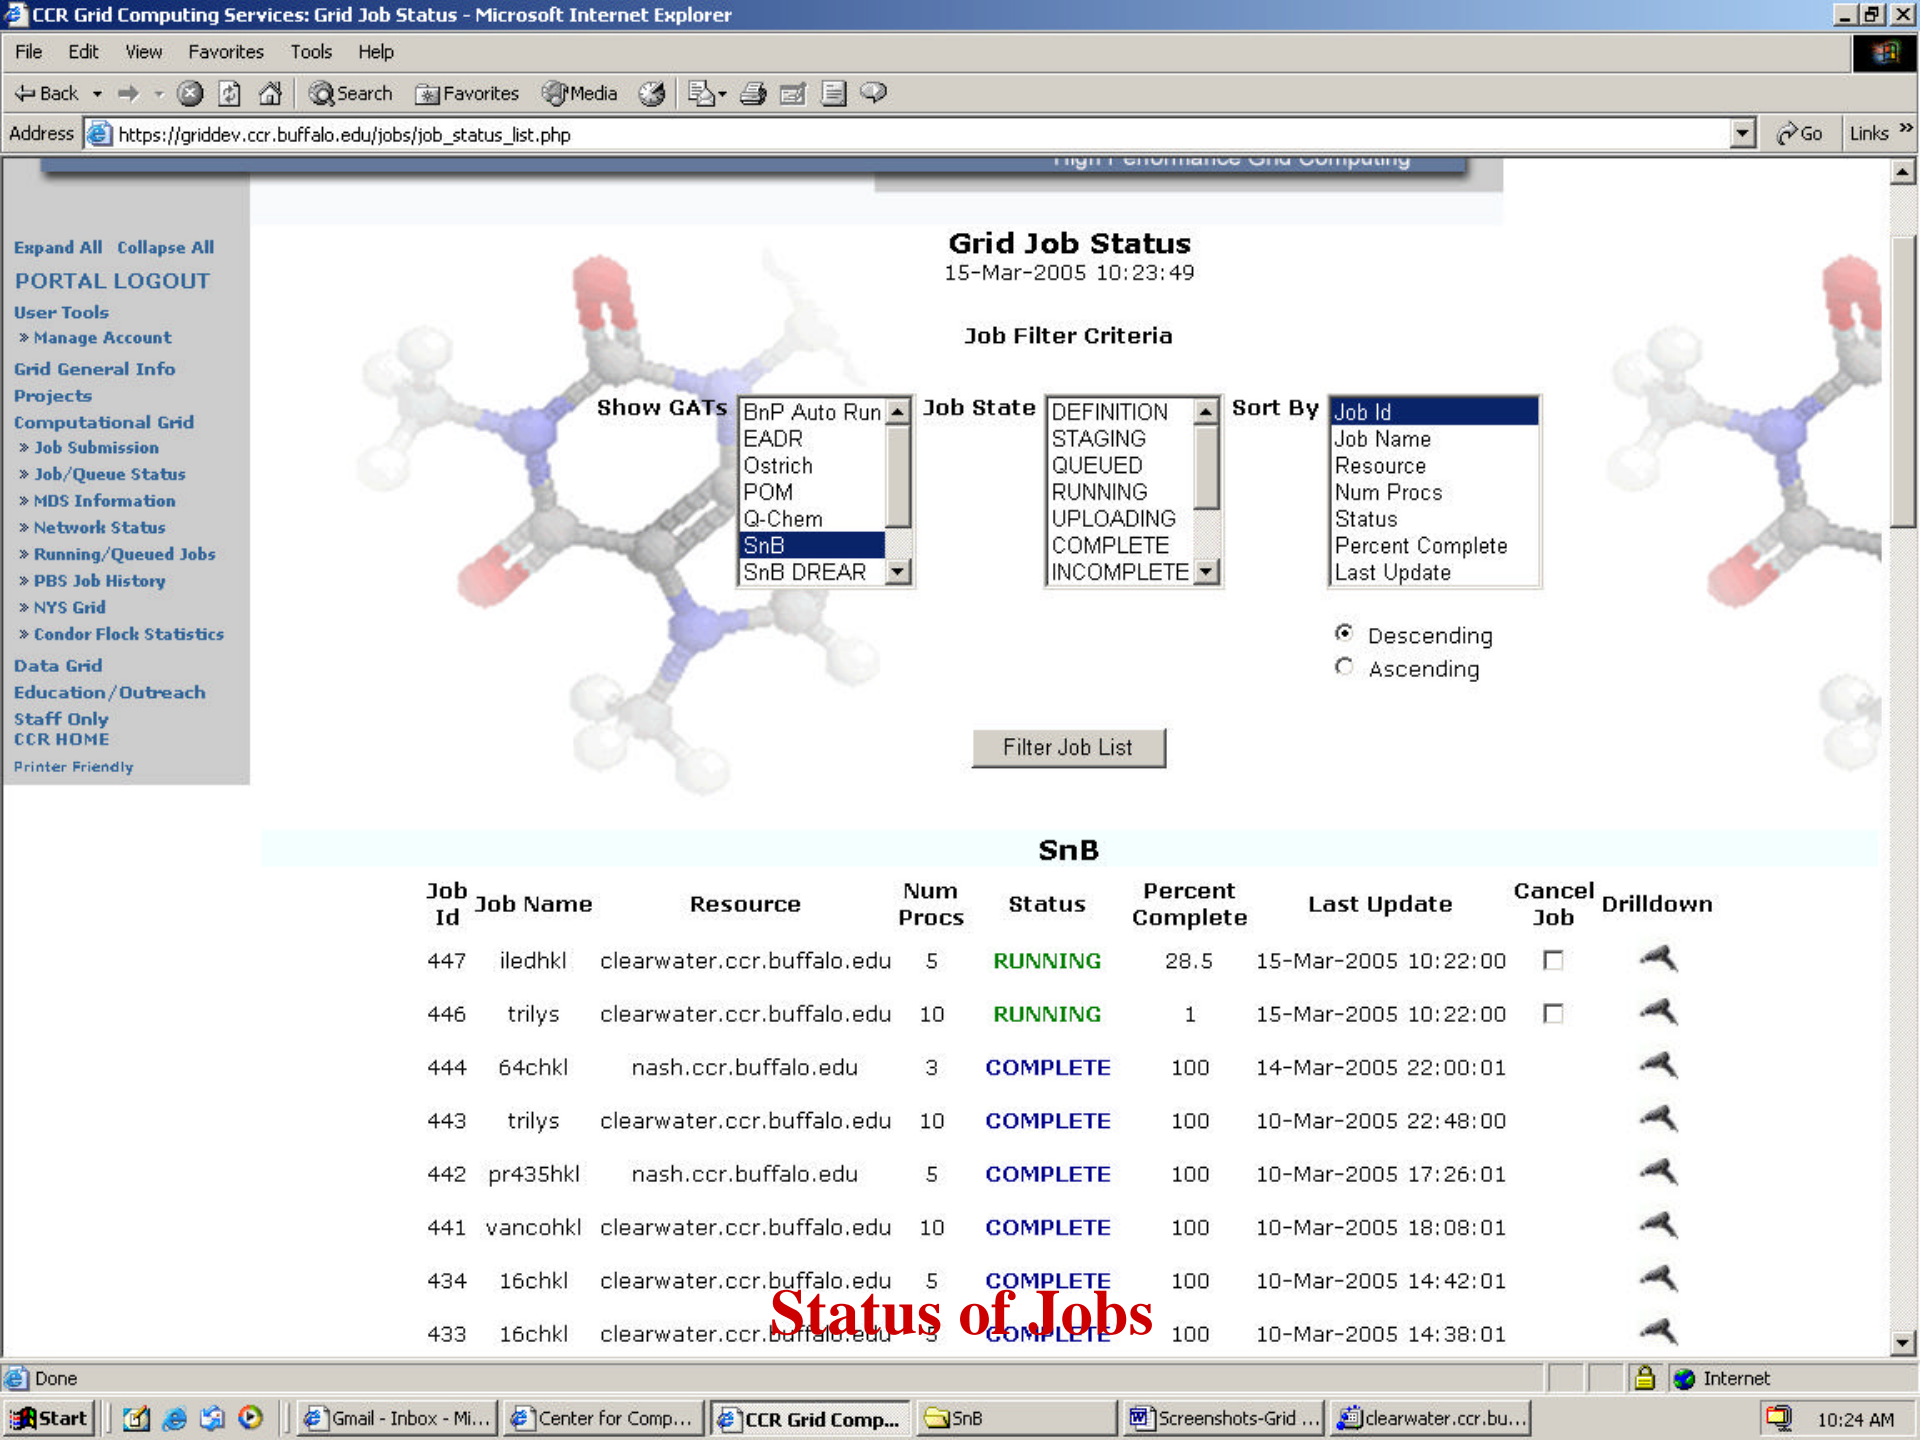 CCR Grid Computing Services: Grid Job Status - Microsoft Internet Explorer
File Edit View Favorites Tools Help
Back Search Favorites Media
Address https://griddev.ccr.buffalo.edu/jobs/job_status_list.php Go Links »
High Performance Grid Computing
Expand All Collapse All
PORTAL LOGOUT
User Tools
» Manage Account
Grid General Info
Projects
Computational Grid
» Job Submission
» Job/Queue Status
» MDS Information
» Network Status
» Running/Queued Jobs
» PBS Job History
» NYS Grid
» Condor Flock Statistics
Data Grid
Education/Outreach
Staff Only
CCR HOME
Printer Friendly
Grid Job Status
15-Mar-2005 10:23:49
Job Filter Criteria
Show GATs
BnP Auto Run
EADR
Ostrich
POM
Q-Chem
SnB
SnB DREAR
Job State
DEFINITION
STAGING
QUEUED
RUNNING
UPLOADING
COMPLETE
INCOMPLETE
Sort By
Job Id
Job Name
Resource
Num Procs
Status
Percent Complete
Last Update
Descending
Ascending
Filter Job List
SnB
Job Id Job Name Resource Num Procs Status Percent Complete Last Update Cancel Job Drilldown
447 iledhkl clearwater.ccr.buffalo.edu 5 RUNNING 28.5 15-Mar-2005 10:22:00
446 trilys clearwater.ccr.buffalo.edu 10 RUNNING 1 15-Mar-2005 10:22:00
444 64chkl nash.ccr.buffalo.edu 3 COMPLETE 100 14-Mar-2005 22:00:01
443 trilys clearwater.ccr.buffalo.edu 10 COMPLETE 100 10-Mar-2005 22:48:00
442 pr435hkl nash.ccr.buffalo.edu 5 COMPLETE 100 10-Mar-2005 17:26:01
441 vancohkl clearwater.ccr.buffalo.edu 10 COMPLETE 100 10-Mar-2005 18:08:01
434 16chkl clearwater.ccr.buffalo.edu 5 COMPLETE 100 10-Mar-2005 14:42:01
Status of Jobs
433 16chkl clearwater.ccr.buffalo.edu 5 COMPLETE 100 10-Mar-2005 14:38:01
Done Internet
Start Gmail - Inbox - Mi... Center for Comp... CCR Grid Comp... SnB Screenshots-Grid ... clearwater.ccr.bu... 10:24 AM